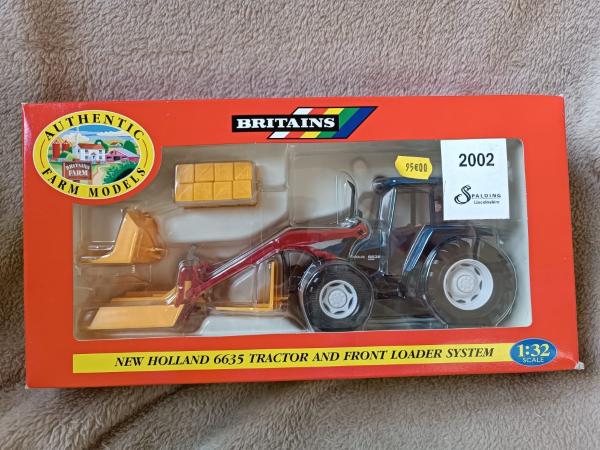 AUTHENTIC
FARM MODELS
BRITAINS
FARM
BRITAINS
95€00
2002
SPALDING
Lincolnshire
6635
NEW HOLLAND 6635 TRACTOR AND FRONT LOADER SYSTEM
1:32
SCALE